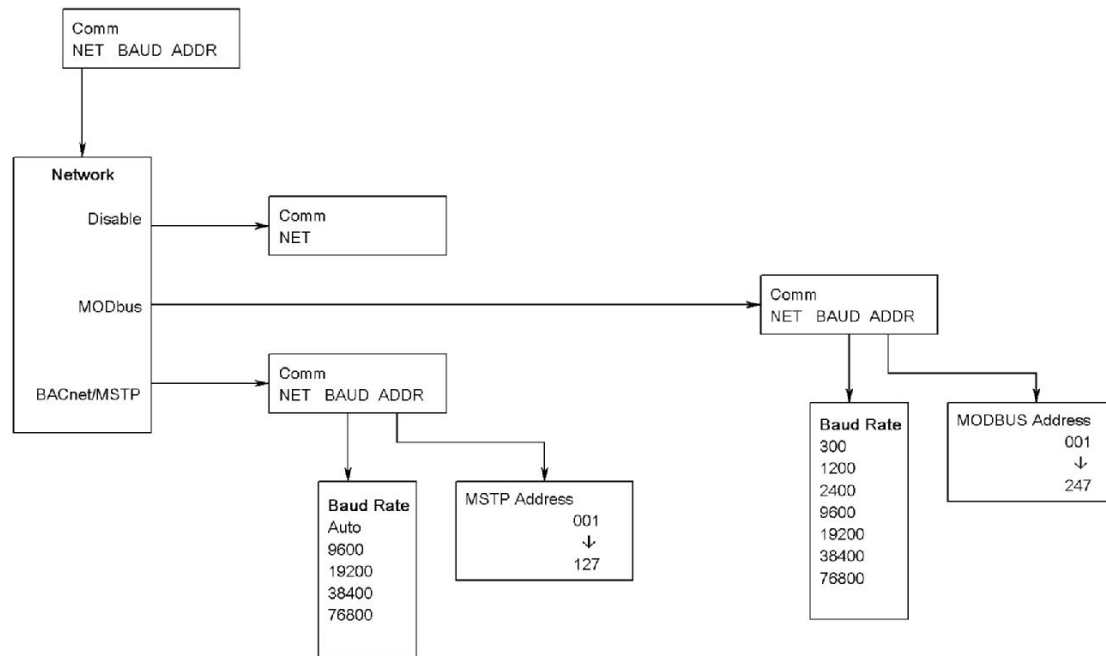 Comm
NET BAUD ADDR
Network
Disable
MODbus
BACnet/MSTP
Comm
NET
Comm
NET BAUD ADDR
Baud Rate
Auto
9600
19200
38400
76800
MSTP Address
001
↓
127
Comm
NET BAUD ADDR
Baud Rate
300
1200
2400
9600
19200
38400
76800
MODBUS Address
001
↓
247